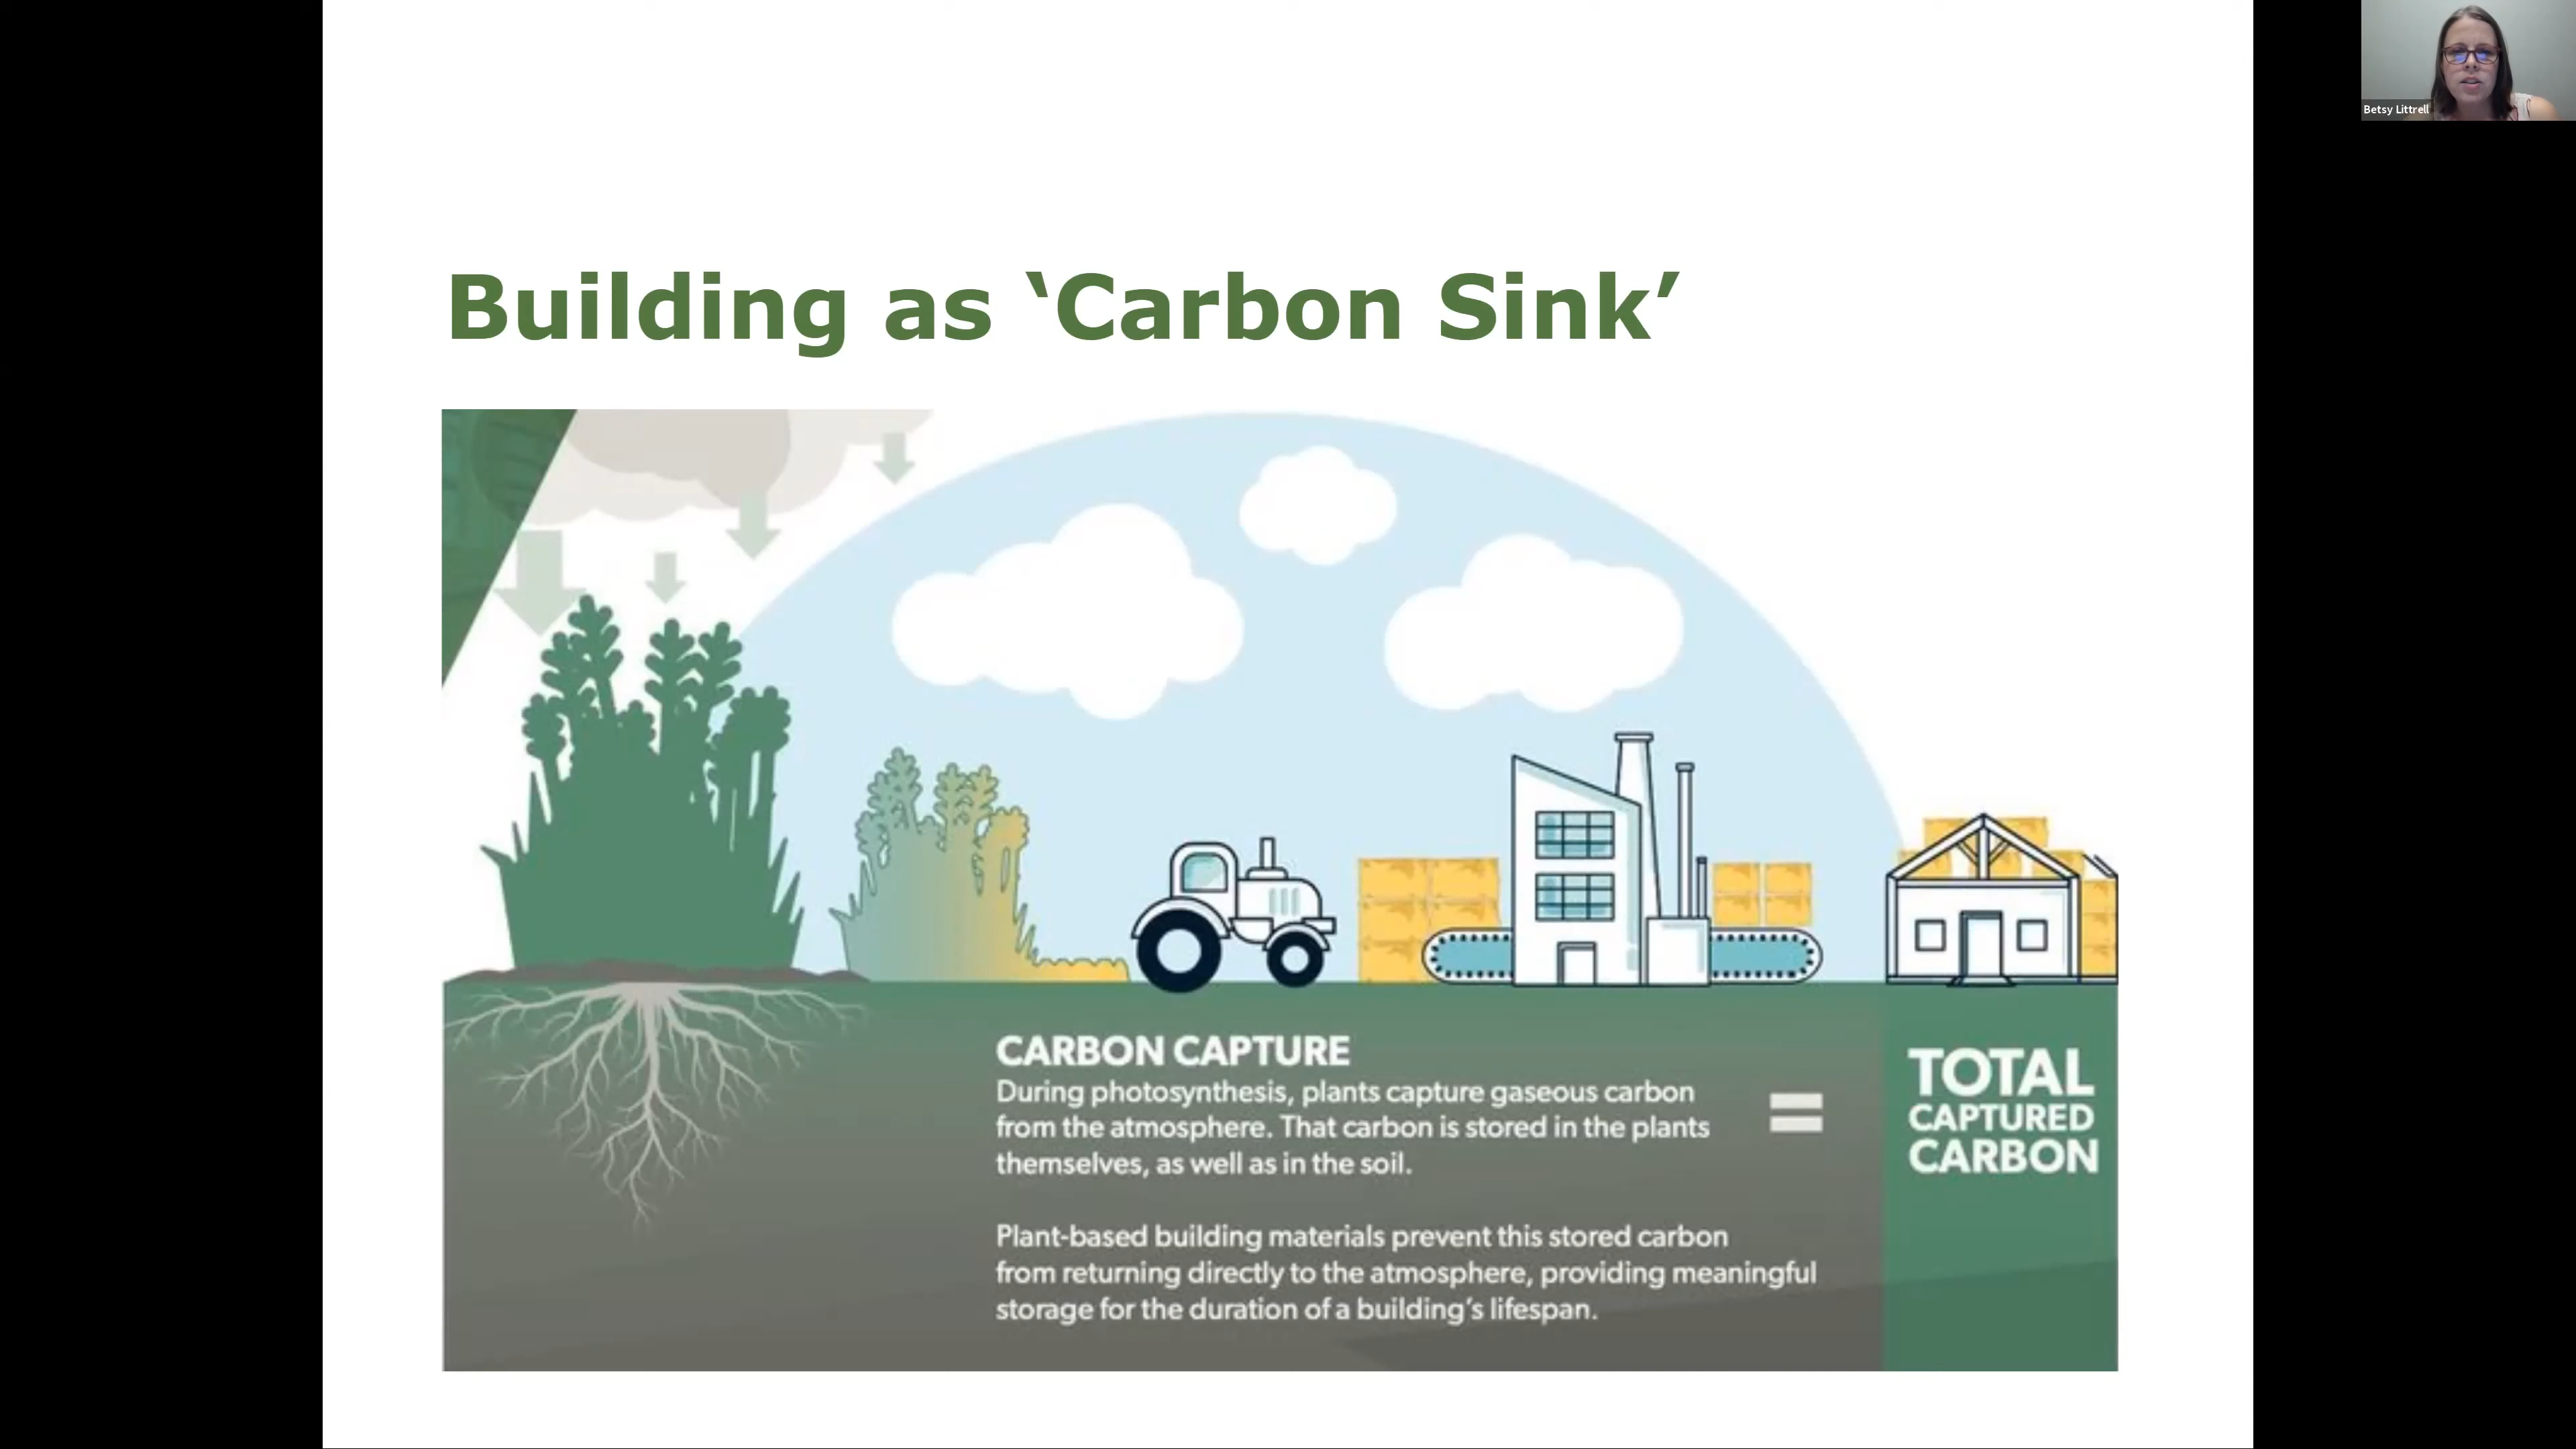 Betsy Littrell
Building as ‘Carbon Sink’
CARBON CAPTURE
During photosynthesis, plants capture gaseous carbon
from the atmosphere. That carbon is stored in the plants
themselves, as well as in the soil.
Plant-based building materials prevent this stored carbon
from returning directly to the atmosphere, providing meaningful
storage for the duration of a building's lifespan.
=
TOTAL
CAPTURED
CARBON